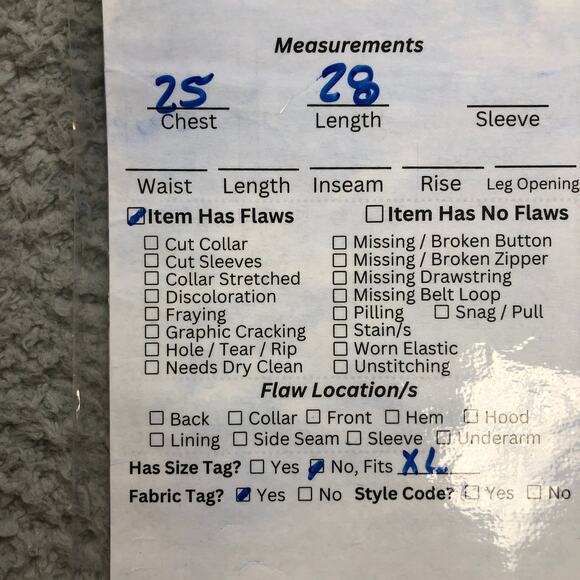 Measurements
25 28
Chest Length Sleeve
Waist Length Inseam Rise Leg Opening
Item Has Flaws Item Has No Flaws
Cut Collar Missing / Broken Button
Cut Sleeves Missing / Broken Zipper
Collar Stretched Missing Drawstring
Discoloration Missing Belt Loop
Fraying Pilling Snag / Pull
Graphic Cracking Stain/s
Hole / Tear / Rip Worn Elastic
Needs Dry Clean Unstitching
Flaw Location/s
Back Collar Front Hem Hood
Lining Side Seam Sleeve Underarm
Has Size Tag? Yes No, Fits XL
Fabric Tag? Yes No Style Code? Yes No